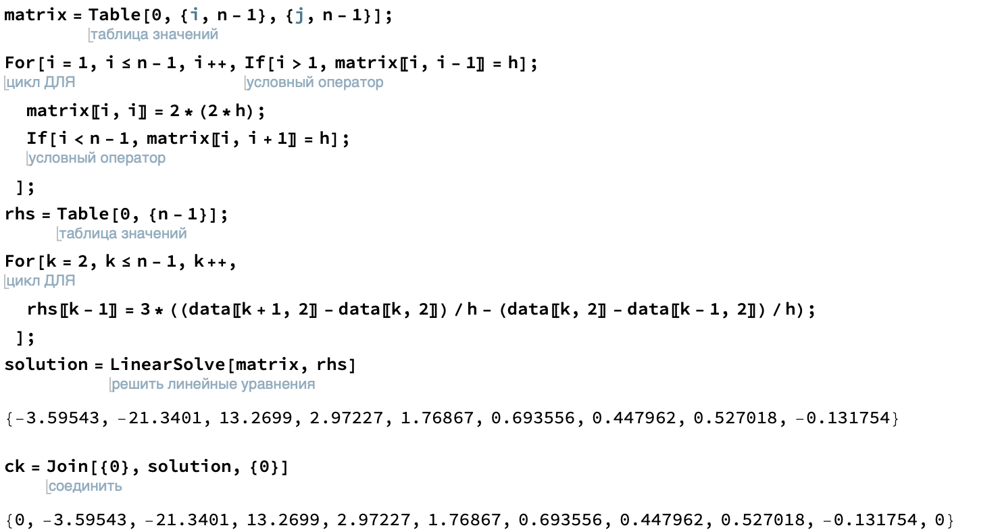 matrix = Table[0, {i, n - 1}, {j, n - 1}];
таблица значений
For[i = 1, i ≤ n - 1, i++, If[i > 1, matrix〚i, i - 1〛 = h];
цикл ДЛЯ условный оператор
matrix〚i, i〛 = 2 * (2 * h);
If[i < n - 1, matrix〚i, i + 1〛 = h];
условный оператор
];
rhs = Table[0, {n - 1}];
таблица значений
For[k = 2, k ≤ n - 1, k++,
цикл ДЛЯ
rhs〚k - 1〛 = 3 * ((data〚k + 1, 2〛 - data〚k, 2〛) / h - (data〚k, 2〛 - data〚k - 1, 2〛) / h);
];
solution = LinearSolve[matrix, rhs]
решить линейные уравнения
{-3.59543, -21.3401, 13.2699, 2.97227, 1.76867, 0.693556, 0.447962, 0.527018, -0.131754}
ck = Join[{0}, solution, {0}]
соединить
{0, -3.59543, -21.3401, 13.2699, 2.97227, 1.76867, 0.693556, 0.447962, 0.527018, -0.131754, 0}